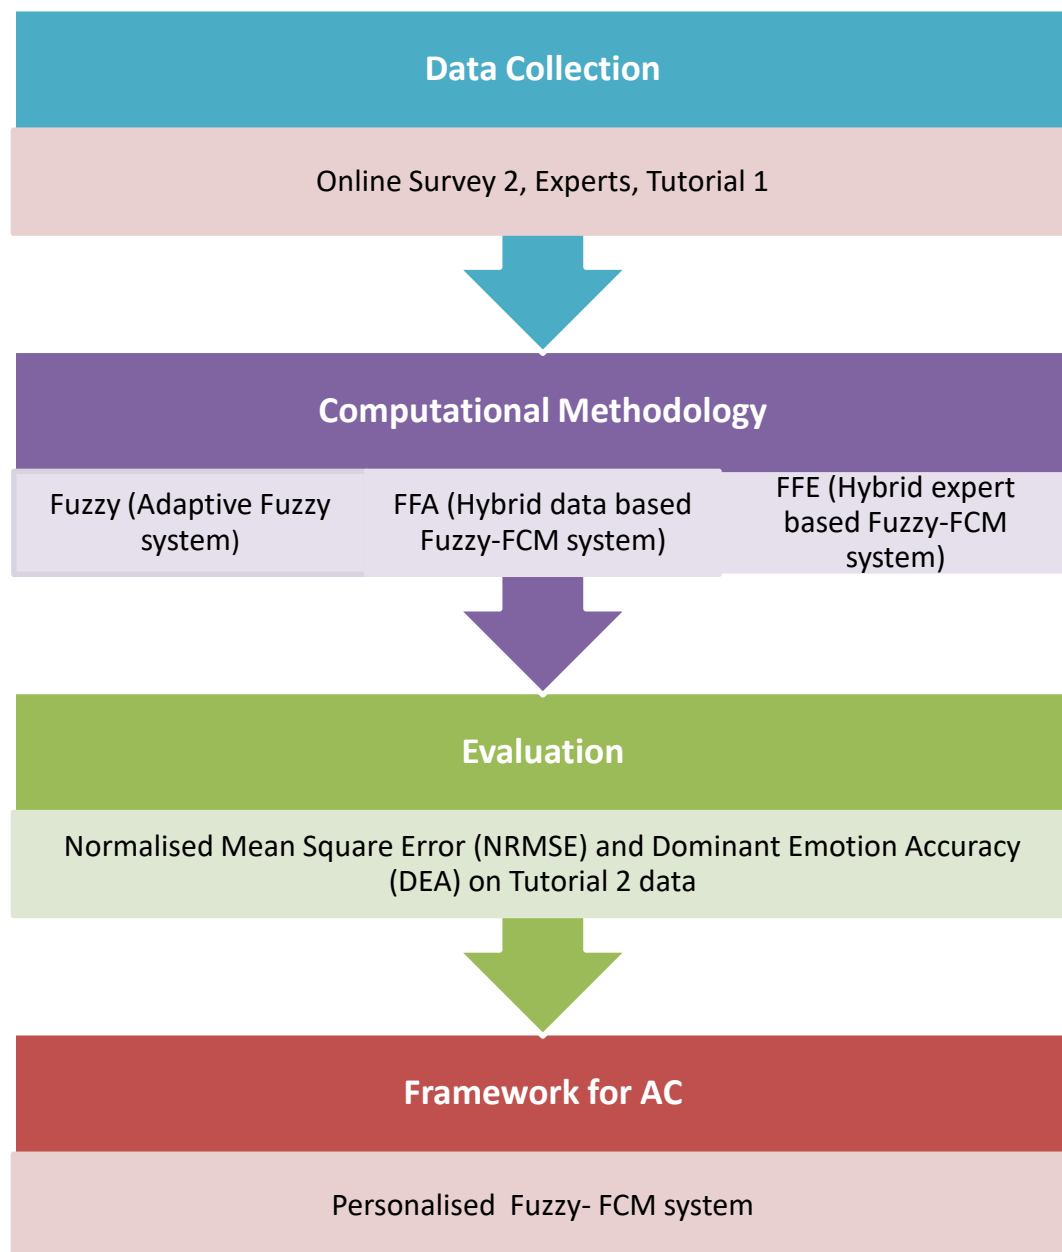 Data Collection
Online Survey 2, Experts, Tutorial 1
Computational Methodology
Fuzzy (Adaptive Fuzzy
system)
FFA (Hybrid data based
Fuzzy-FCM system)
FFE (Hybrid expert
based Fuzzy-FCM
system)
Evaluation
Normalised Mean Square Error (NRMSE) and Dominant Emotion Accuracy
(DEA) on Tutorial 2 data
Framework for AC
Personalised  Fuzzy- FCM system